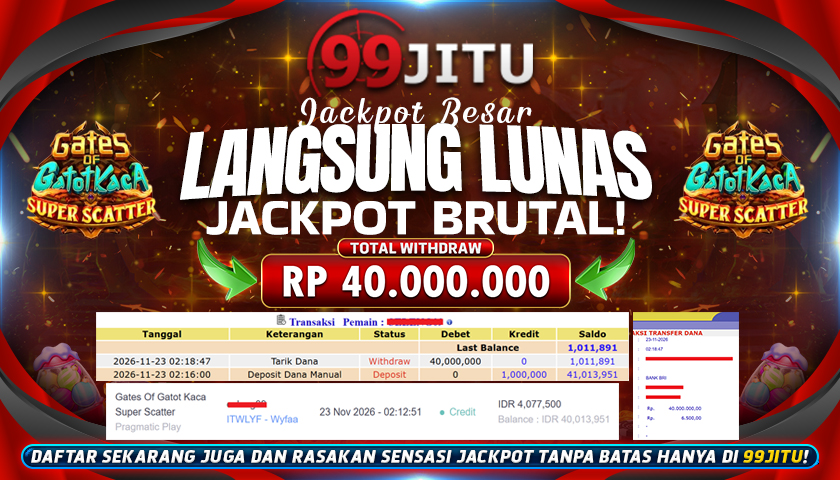 99JITU
Jackpot Besar
LANGSUNG LUNAS
JACKPOT BRUTAL!
GATES OF GATOTKACA SUPER SCATTER
GATES OF GATOTKACA SUPER SCATTER
TOTAL WITHDRAW
RP 40.000.000
Transaksi Pemain :
Tanggal Keterangan Status Debet Kredit Saldo
Last Balance 1,011,891
2026-11-23 02:18:47 Tarik Dana Withdraw 40,000,000 0 1,011,891
2026-11-23 02:16:00 Deposit Dana Manual Deposit 0 1,000,000 41,013,951
AKSI TRANSFER DANA
23-11-2026
02:18:47
BANK BRI
Rp. 40.000.000,00
Rp. 6.500,00
Gates Of Gatot Kaca
Super Scatter
Pragmatic Play
ITWLYF - Wyfaa
23 Nov 2026 - 02:12:51
Credit
IDR 4,077,500
Balance : IDR 40,013,951
DAFTAR SEKARANG JUGA DAN RASAKAN SENSASI JACKPOT TANPA BATAS HANYA DI 99JITU!